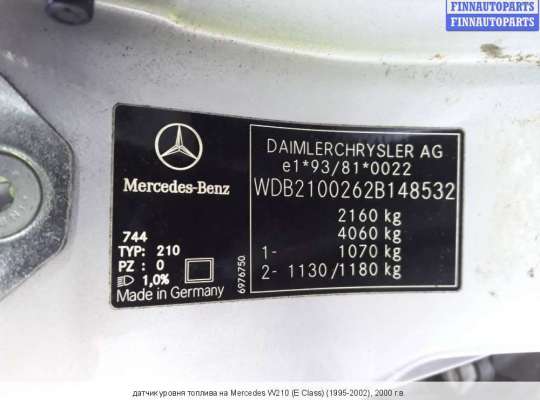 FINNAUTOPARTS
FINNAUTOPARTS
Mercedes-Benz
DAIMLERCHRYSLER AG
e1*93/81*0022
WDB2100262B148532
2160 kg
4060 kg
1- 1070 kg
2- 1130/1180 kg
744
TYP: 210
PZ : 0
1,0%
Made in Germany
6976750
датчик уровня топлива на Mercedes W210 (E Class) (1995-2002), 2000 г.в.